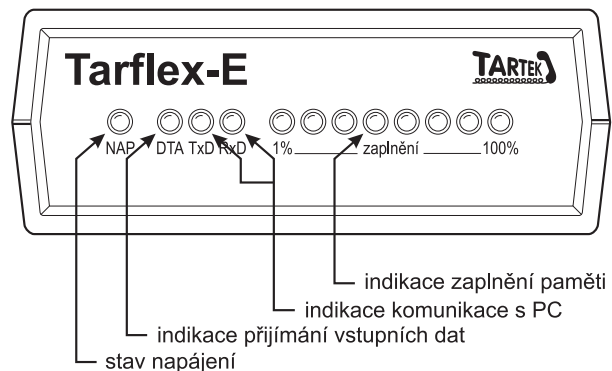 Tarflex-E
TARTEK
NAP DTA TxD RxD 1% zaplnění 100%
indikace zaplnění paměti
indikace komunikace s PC
indikace přijímání vstupních dat
stav napájení